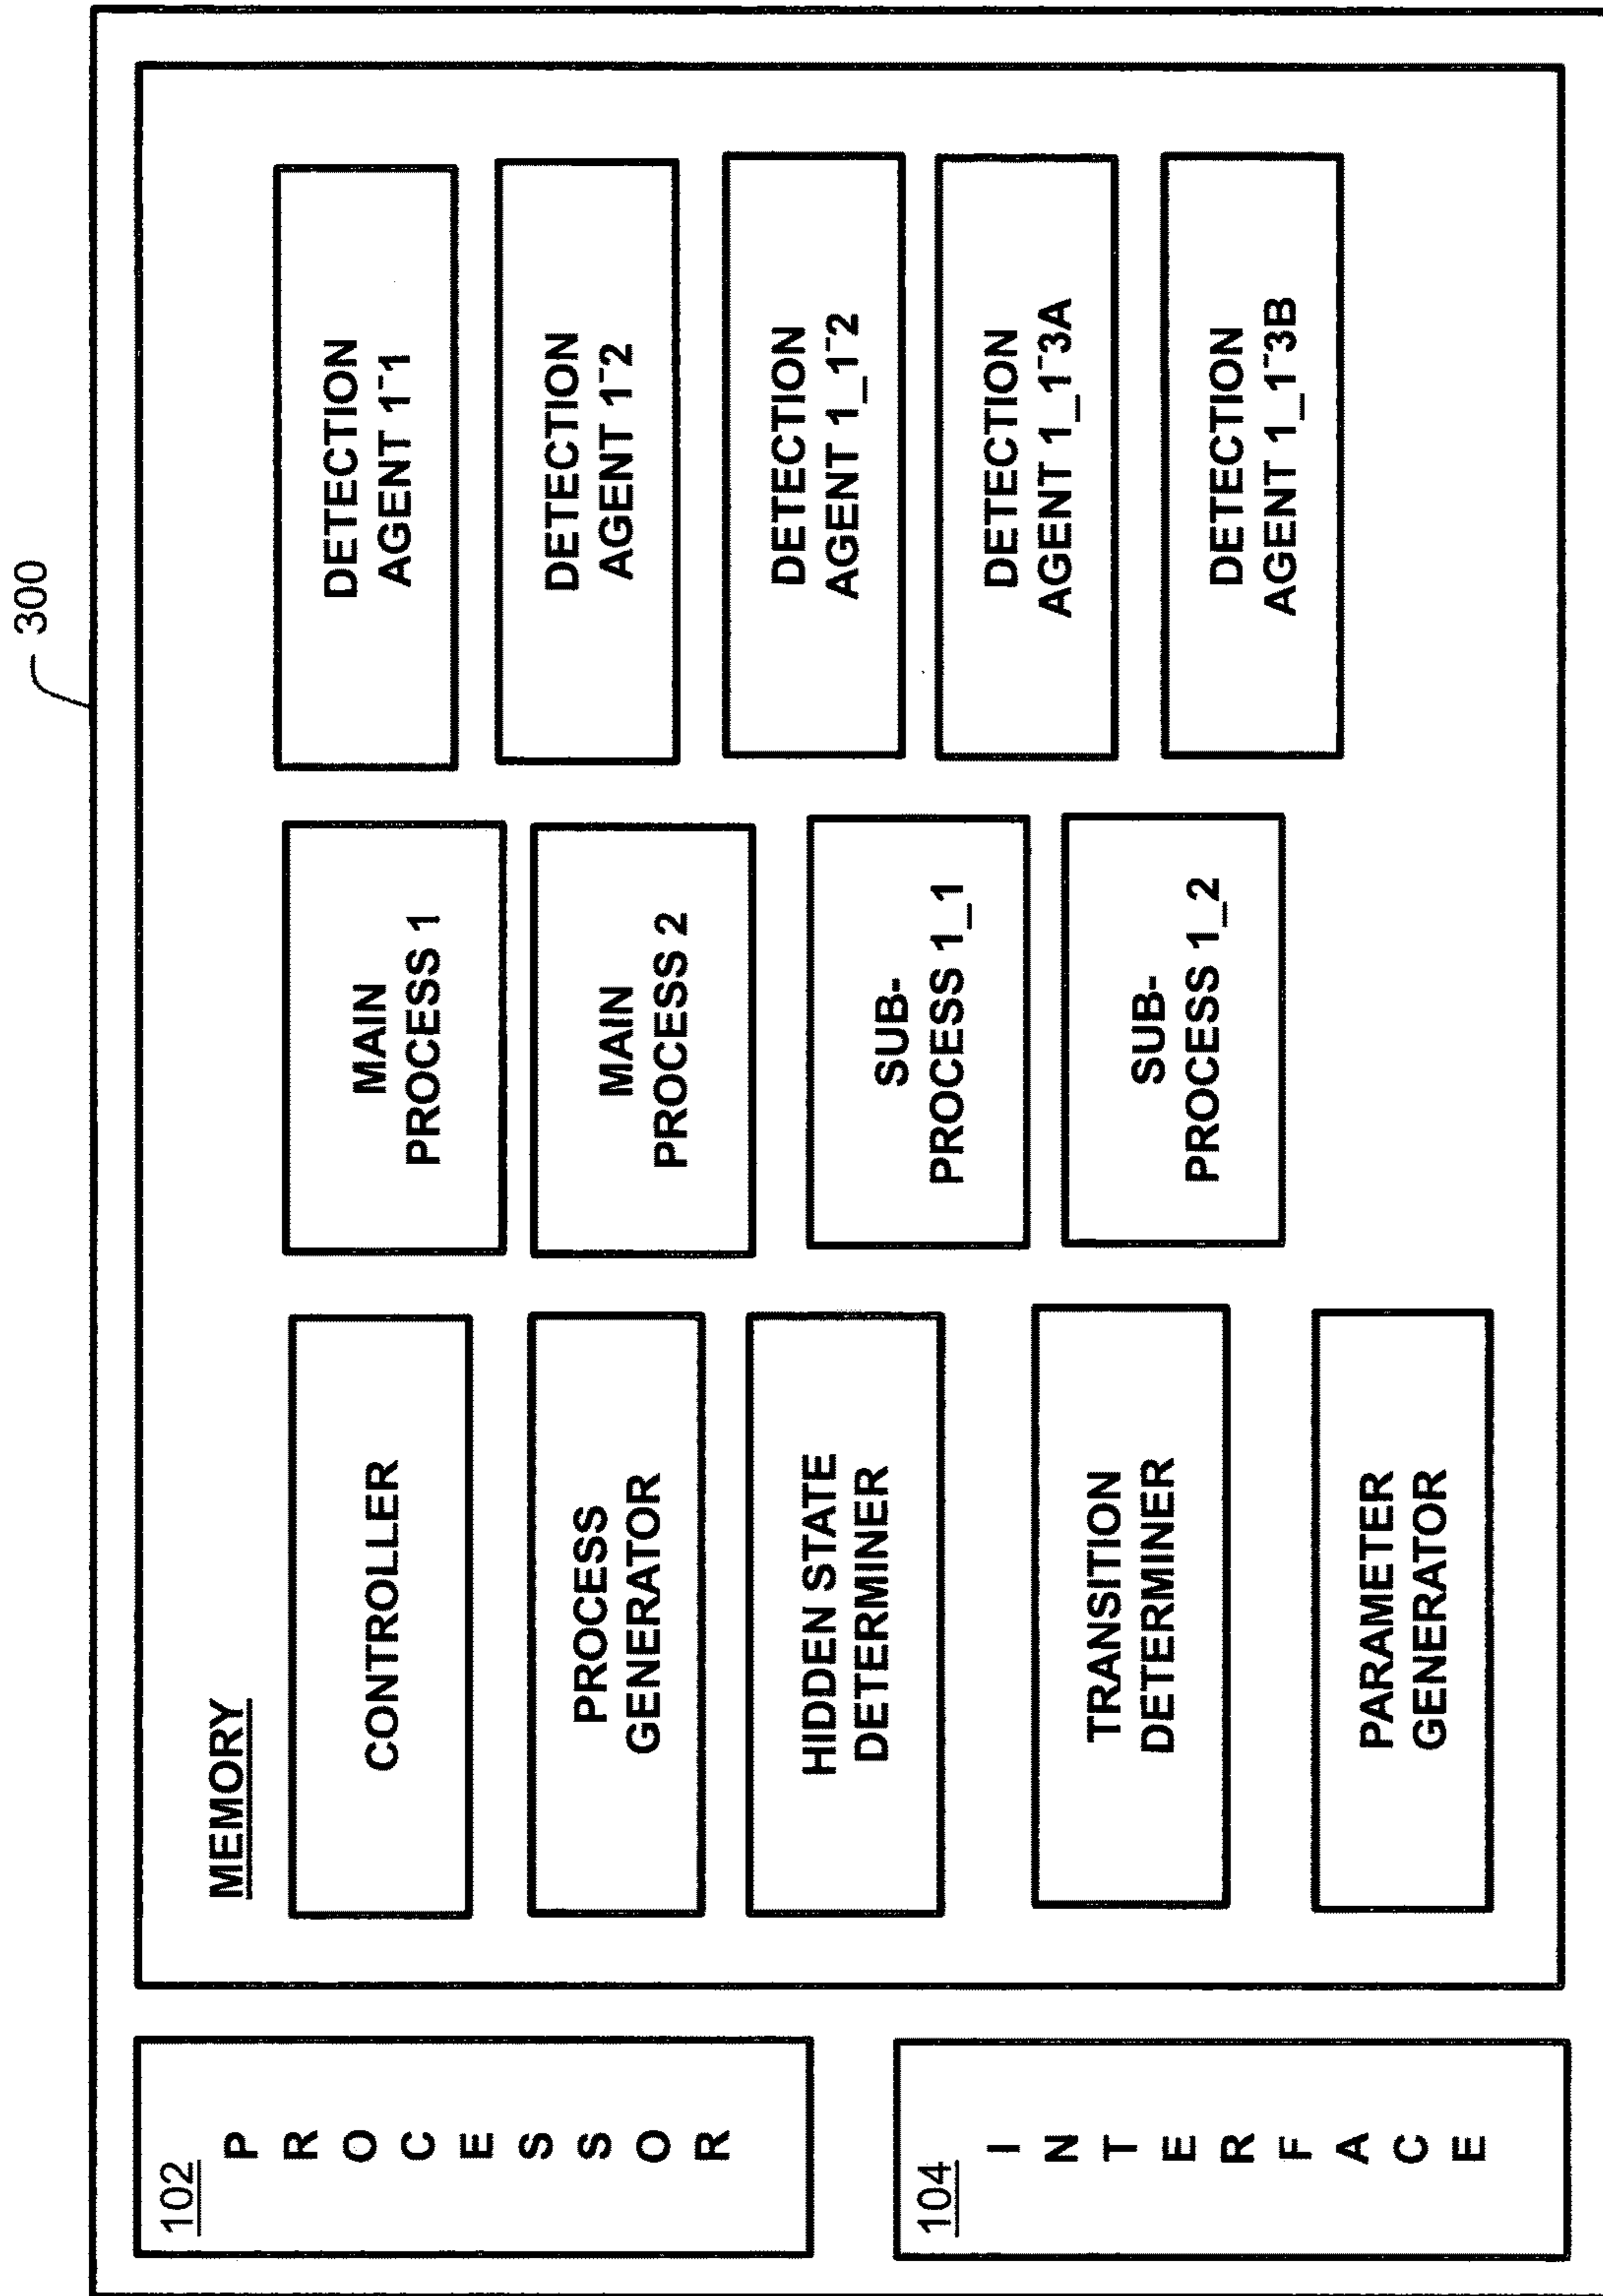 300
102
P
R
O
C
E
S
S
O
R
104
I
N
T
E
R
F
A
C
E
MEMORY
CONTROLLER
PROCESS
GENERATOR
HIDDEN STATE
DETERMINER
TRANSITION
DETERMINER
PARAMETER
GENERATOR
MAIN
PROCESS 1
MAIN
PROCESS 2
SUB-
PROCESS 1_1
SUB-
PROCESS 1_2
DETECTION
AGENT 1¯1
DETECTION
AGENT 1¯2
DETECTION
AGENT 1_1¯2
DETECTION
AGENT 1_1¯3A
DETECTION
AGENT 1_1¯3B